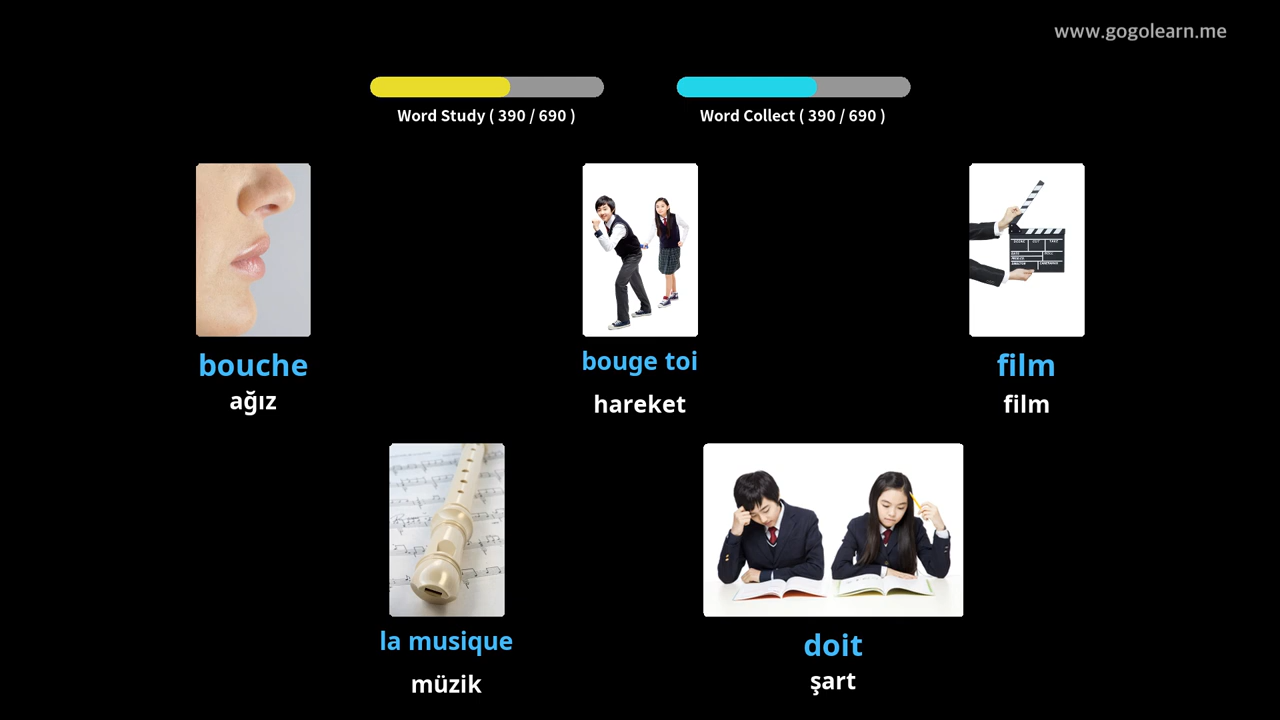 www.gogolearn.me
Word Study ( 390 / 690 )
Word Collect ( 390 / 690 )
bouche
ağız
bouge toi
hareket
film
film
la musique
müzik
doit
şart